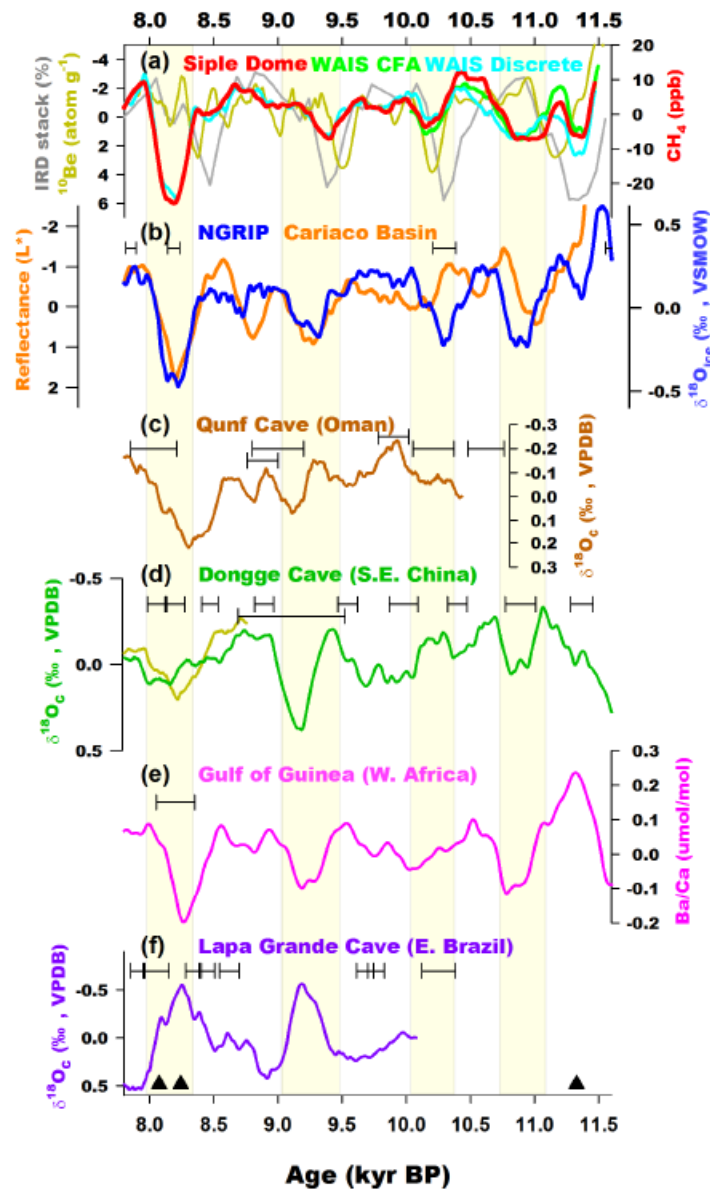 8.0 8.5 9.0 9.5 10.0 10.5 11.0 11.5
(a)
Siple Dome WAIS CFA WAIS Discrete
IRD stack (%)
¹⁰Be (atom g⁻¹)
-4
-2
0
2
4
6
20
10
0
-10
-20
CH₄ (ppb)
(b) NGRIP Cariaco Basin
Reflectance (L*)
-2
-1
0
1
2
0.5
0.0
-0.5
δ¹⁸O_Ice (‰, VSMOW)
(c) Qunf Cave (Oman)
-0.3
-0.2
-0.1
0.0
0.1
0.2
0.3
δ¹⁸O_c (‰, VPDB)
(d) Dongge Cave (S.E. China)
δ¹⁸O_c (‰, VPDB)
-0.5
0.0
0.5
(e)
Gulf of Guinea (W. Africa)
0.3
0.2
0.1
0.0
-0.1
-0.2
Ba/Ca (umol/mol)
(f) Lapa Grande Cave (E. Brazil)
δ¹⁸O_c (‰, VPDB)
-0.5
0.0
0.5
8.0 8.5 9.0 9.5 10.0 10.5 11.0 11.5
Age (kyr BP)